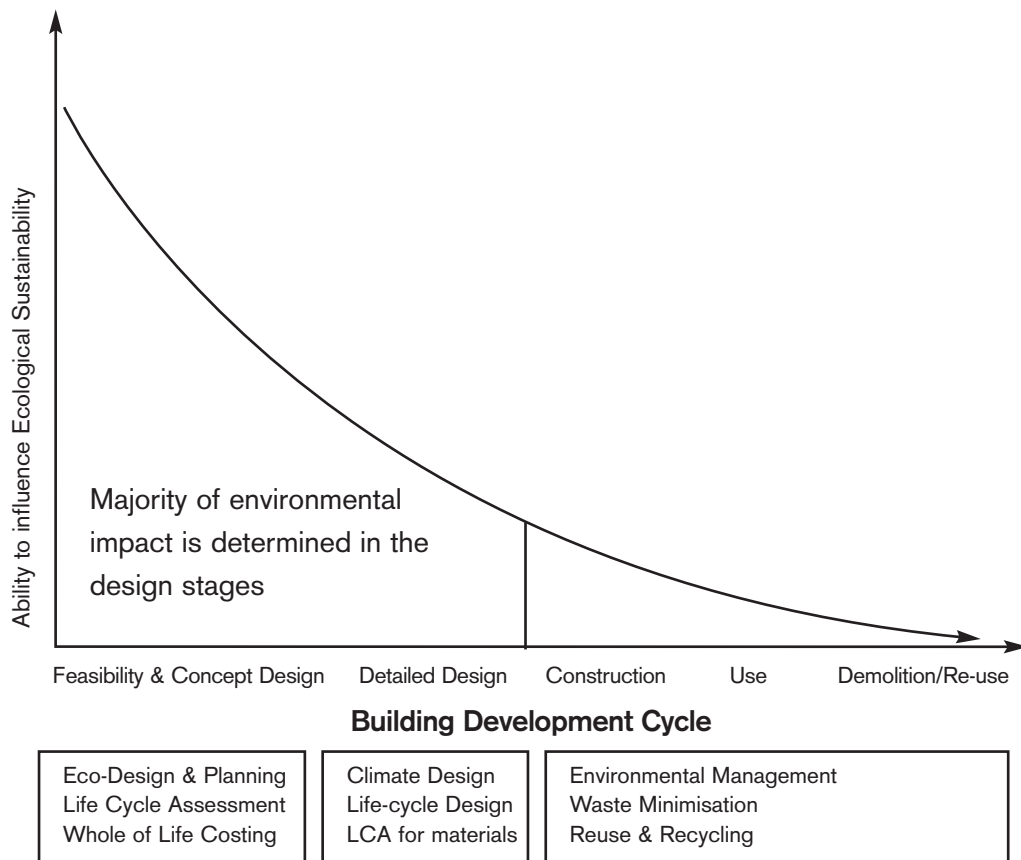 Ability to influence Ecological Sustainability
Majority of environmental
impact is determined in the
design stages
Feasibility & Concept Design Detailed Design Construction Use Demolition/Re-use
Building Development Cycle
Eco-Design & Planning
Life Cycle Assessment
Whole of Life Costing
Climate Design
Life-cycle Design
LCA for materials
Environmental Management
Waste Minimisation
Reuse & Recycling